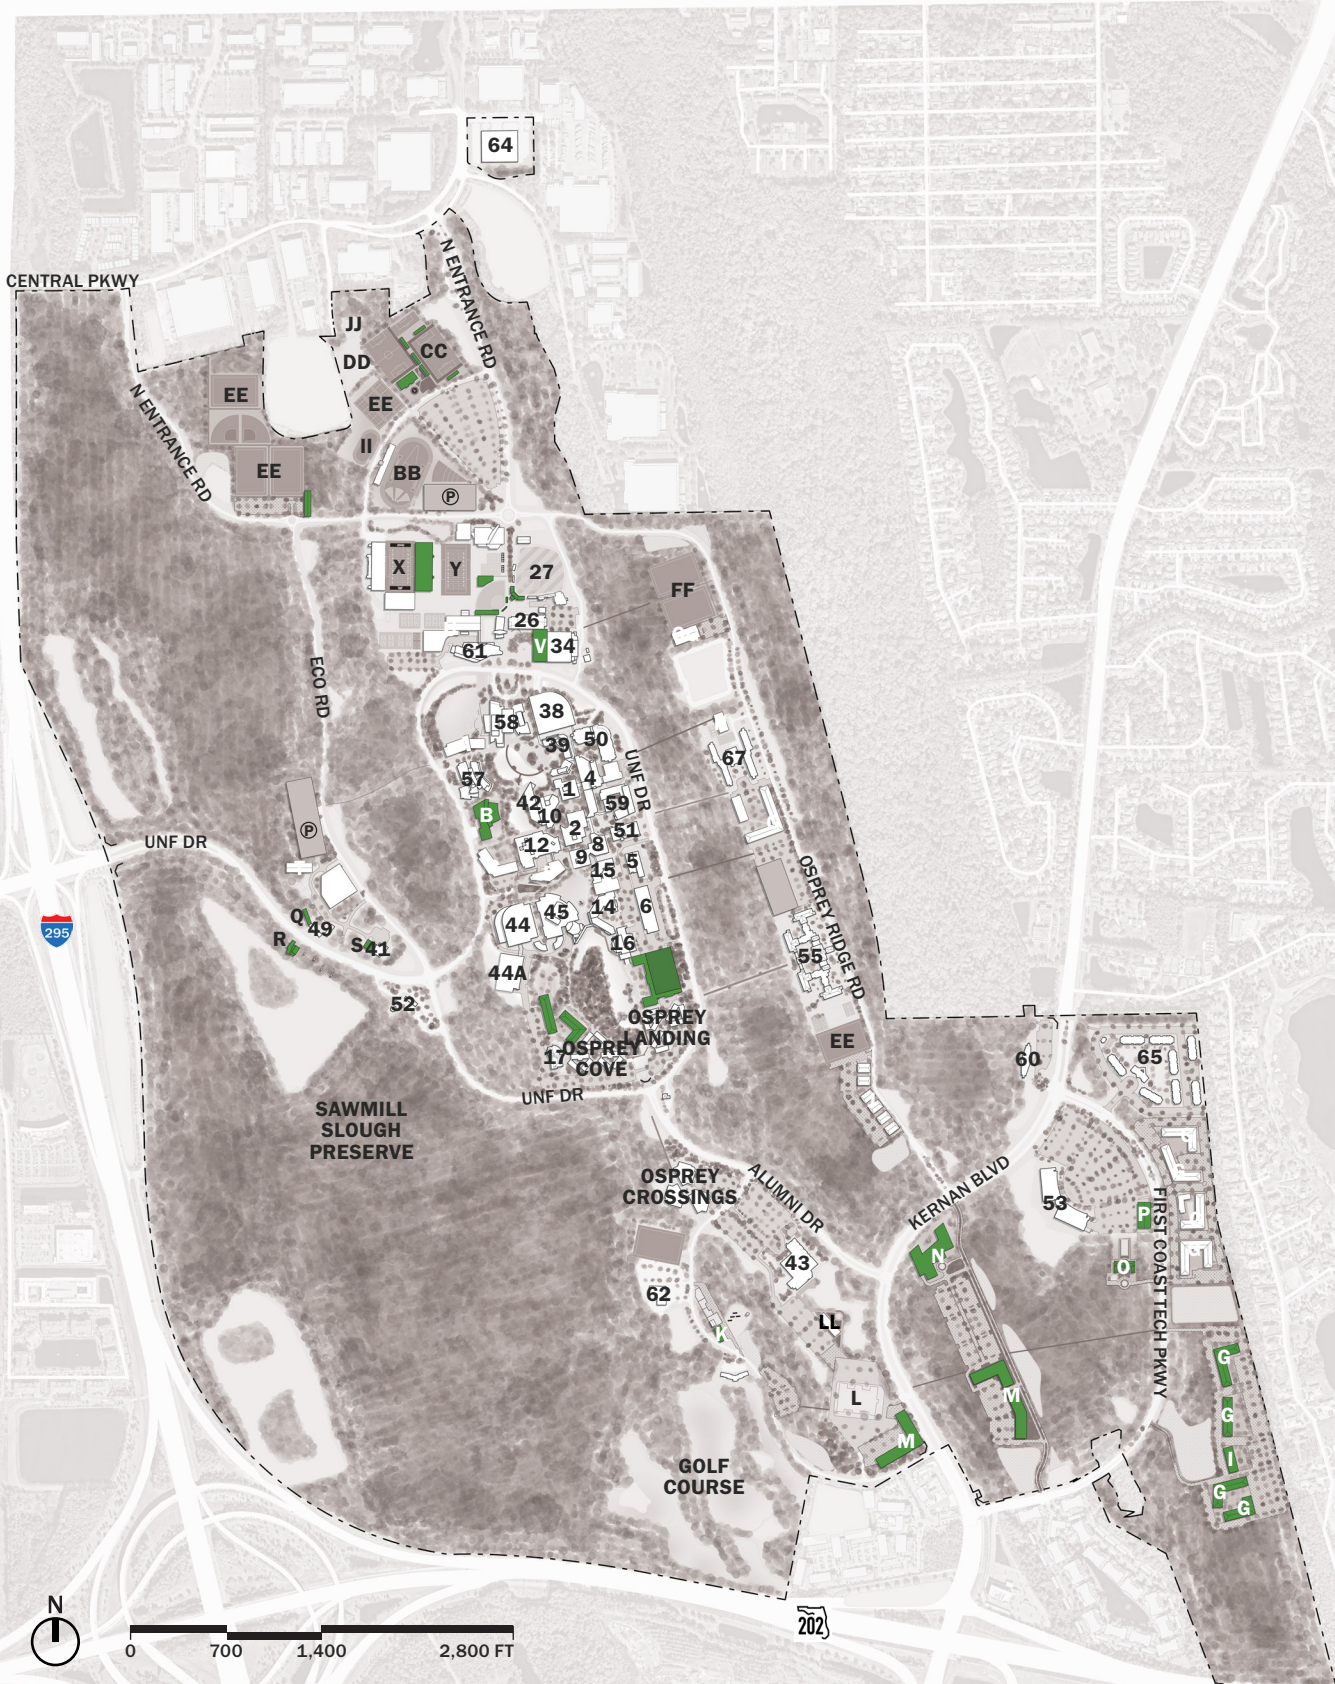 64
N ENTRANCE RD
CENTRAL PKWY
JJ
CC
DD
EE
EE
N ENTRANCE RD
II
EE
BB
P
X
Y
27
FF
26
V
34
61
ECO RD
38
58
39
50
67
UNF DR
57
4
1
42
59
B
10
2
51
P
UNF DR
12
8
9
5
15
OSPREY RIDGE RD
6
14
45
Q
44
295
49
R
S
41
16
55
44A
52
OSPREY
LANDING
EE
OSPREY
COVE
17
60
65
UNF DR
SAWMILL
SLOUGH
PRESERVE
OSPREY
CROSSINGS
ALUMNI DR
KERNAN BLVD
53
P
FIRST COAST TECH PKWY
N
43
O
62
LL
K
G
L
M
G
M
I
GOLF
COURSE
G
G
N
202
0
700
1,400
2,800 FT